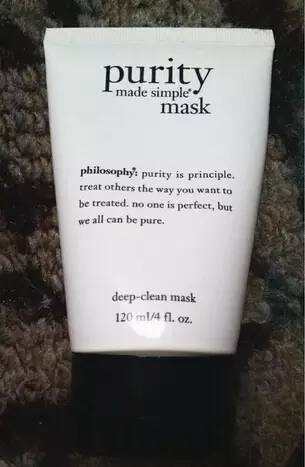 purity
made simple®
mask
philosophy®: purity is principle.
treat others the way you want to
be treated. no one is perfect, but
we all can be pure.
deep-clean mask
120 ml/4 fl. oz.